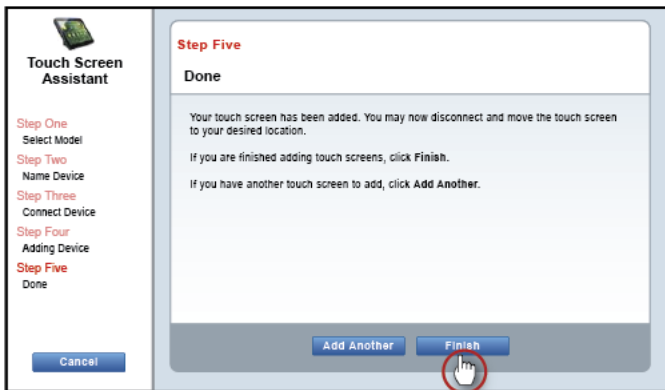 Touch Screen
Assistant
Step One
Select Model
Step Two
Name Device
Step Three
Connect Device
Step Four
Adding Device
Step Five
Done
Cancel
Step Five
Done
Your touch screen has been added. You may now disconnect and move the touch screen
to your desired location.
If you are finished adding touch screens, click Finish.
If you have another touch screen to add, click Add Another.
Add Another
Finish